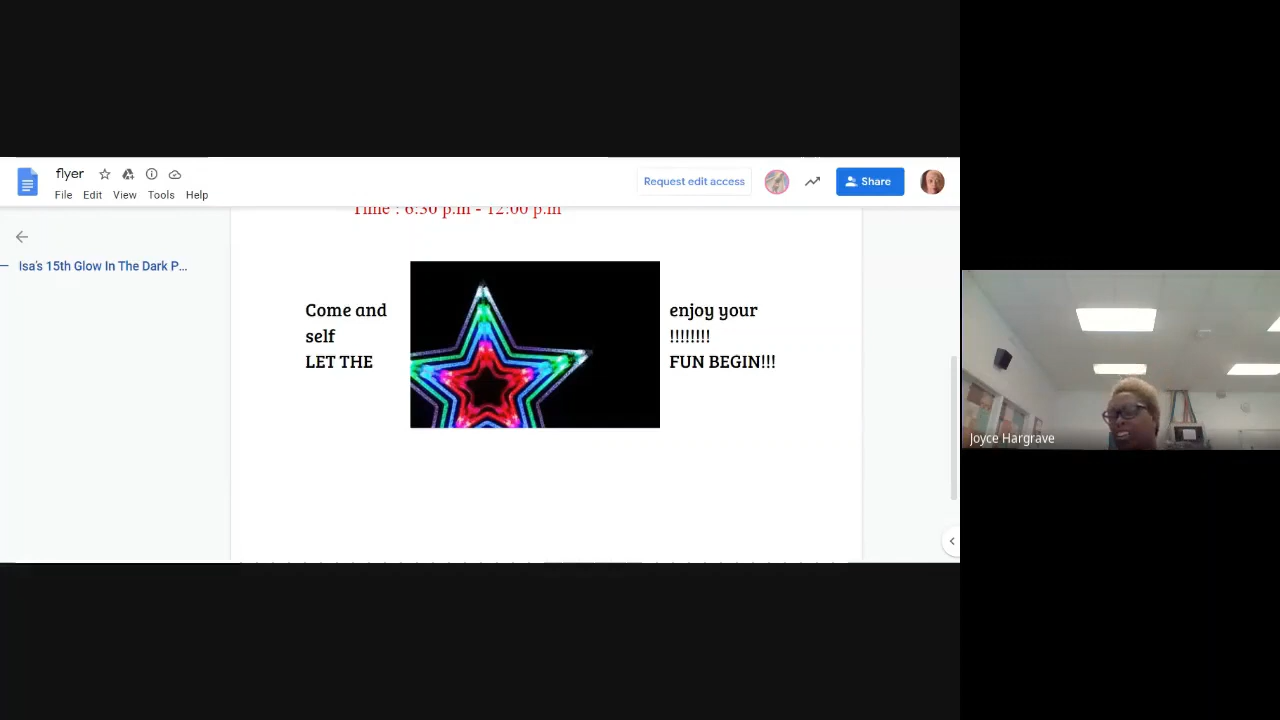 flyer
File Edit View Tools Help
Request edit access
Share
Time : 6:30 p.m - 12:00 p.m
Isa's 15th Glow In The Dark P...
Come and enjoy your
self !!!!!!!!
LET THE FUN BEGIN!!!
Joyce Hargrave